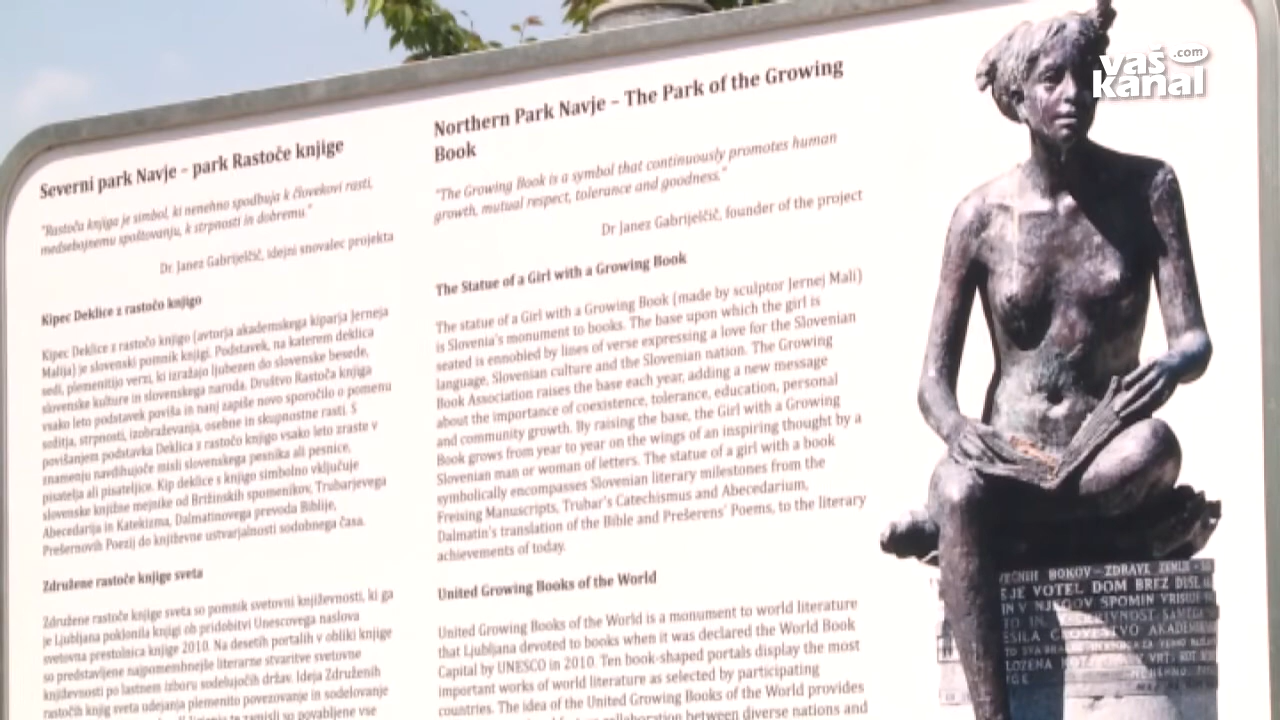 vaš
.com
kanal
Severni park Navje – park Rastoče knjige
"Rastoča knjiga je simbol, ki nenehno spodbuja k človekovi rasti,
medsebojnemu spoštovanju, k strpnosti in dobremu."
Dr. Janez Gabrijelčič, idejni snovalec projekta
Kipec Deklice z rastočo knjigo
Kipec Deklice z rastočo knjigo (avtorja akademskega kiparja Jerneja
Malija) je slovenski pomnik knjigi. Podstavek, na katerem deklica
sedi, plemenitijo verzi, ki izražajo ljubezen do slovenske besede,
slovenske kulture in slovenskega naroda. Društvo Rastoča knjiga
vsako leto podstavek poviša in nanj zapiše novo sporočilo o pomenu
sožitja, strpnosti, izobraževanja, osebne in skupnostne rasti. S
povišanjem podstavka Deklica z rastočo knjigo vsako leto zraste v
znamenju navdihujoče misli slovenskega pesnika ali pesnice,
pisatelja ali pisateljice. Kip deklice s knjigo simbolno vključuje
slovenske knjižne mejnike od Brižinskih spomenikov, Trubarjevega
Abecedarija in Katekizma, Dalmatinovega prevoda Biblije,
Prešernovih Poezij do književne ustvarjalnosti sodobnega časa.
Združene rastoče knjige sveta
Združene rastoče knjige sveta so pomnik svetovni književnosti, ki ga
je Ljubljana poklonila knjigi ob pridobitvi Unescovega naslova
svetovna prestolnica knjige 2010. Na desetih portalih v obliki knjige
so predstavljene najpomembnejše literarne stvaritve svetovne
književnosti po lastnem izboru sodelujočih držav. Ideja Združenih
rastočih knjig sveta udejanja plemenito povezovanje in sodelovanje
so povabljene vse
Northern Park Navje – The Park of the Growing
Book
"The Growing Book is a symbol that continuously promotes human
growth, mutual respect, tolerance and goodness."
Dr Janez Gabrijelčič, founder of the project
The Statue of a Girl with a Growing Book
The statue of a Girl with a Growing Book (made by sculptor Jernej Mali)
is Slovenia's monument to books. The base upon which the girl is
seated is ennobled by lines of verse expressing a love for the Slovenian
language, Slovenian culture and the Slovenian nation. The Growing
Book Association raises the base each year, adding a new message
about the importance of coexistence, tolerance, education, personal
and community growth. By raising the base, the Girl with a Growing
Book grows from year to year on the wings of an inspiring thought by a
Slovenian man or woman of letters. The statue of a girl with a book
symbolically encompasses Slovenian literary milestones from the
Freising Manuscripts, Trubar's Catechismus and Abecedarium,
Dalmatin's translation of the Bible and Prešerens' Poems, to the literary
achievements of today.
United Growing Books of the World
United Growing Books of the World is a monument to world literature
that Ljubljana devoted to books when it was declared the World Book
Capital by UNESCO in 2010. Ten book-shaped portals display the most
important works of world literature as selected by participating
countries. The idea of the United Growing Books of the World provides
collaboration between diverse nations and
BOKOV – ZDRAVE ZEMLJE
JE VOTEL DOM BREZ DUŠE
IN V NJEGOV SPOMIN